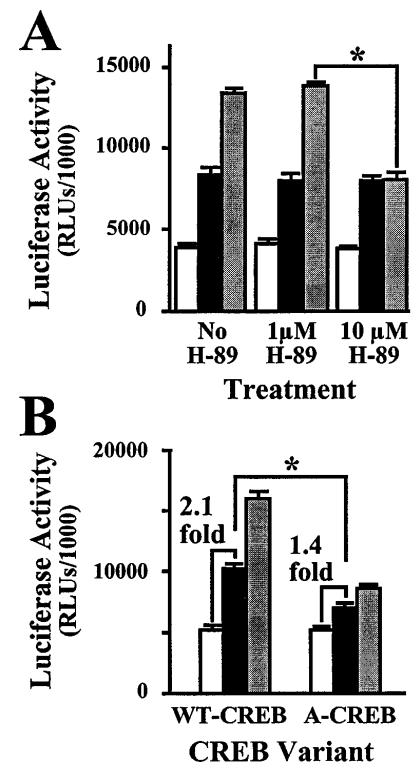 A
Luciferase Activity
(RLUs/1000)
15000
10000
5000
0
*
No
H-89
1µM
H-89
10 µM
H-89
Treatment
B
Luciferase Activity
(RLUs/1000)
20000
10000
0
2.1
fold
*
1.4
fold
WT-CREB
A-CREB
CREB Variant